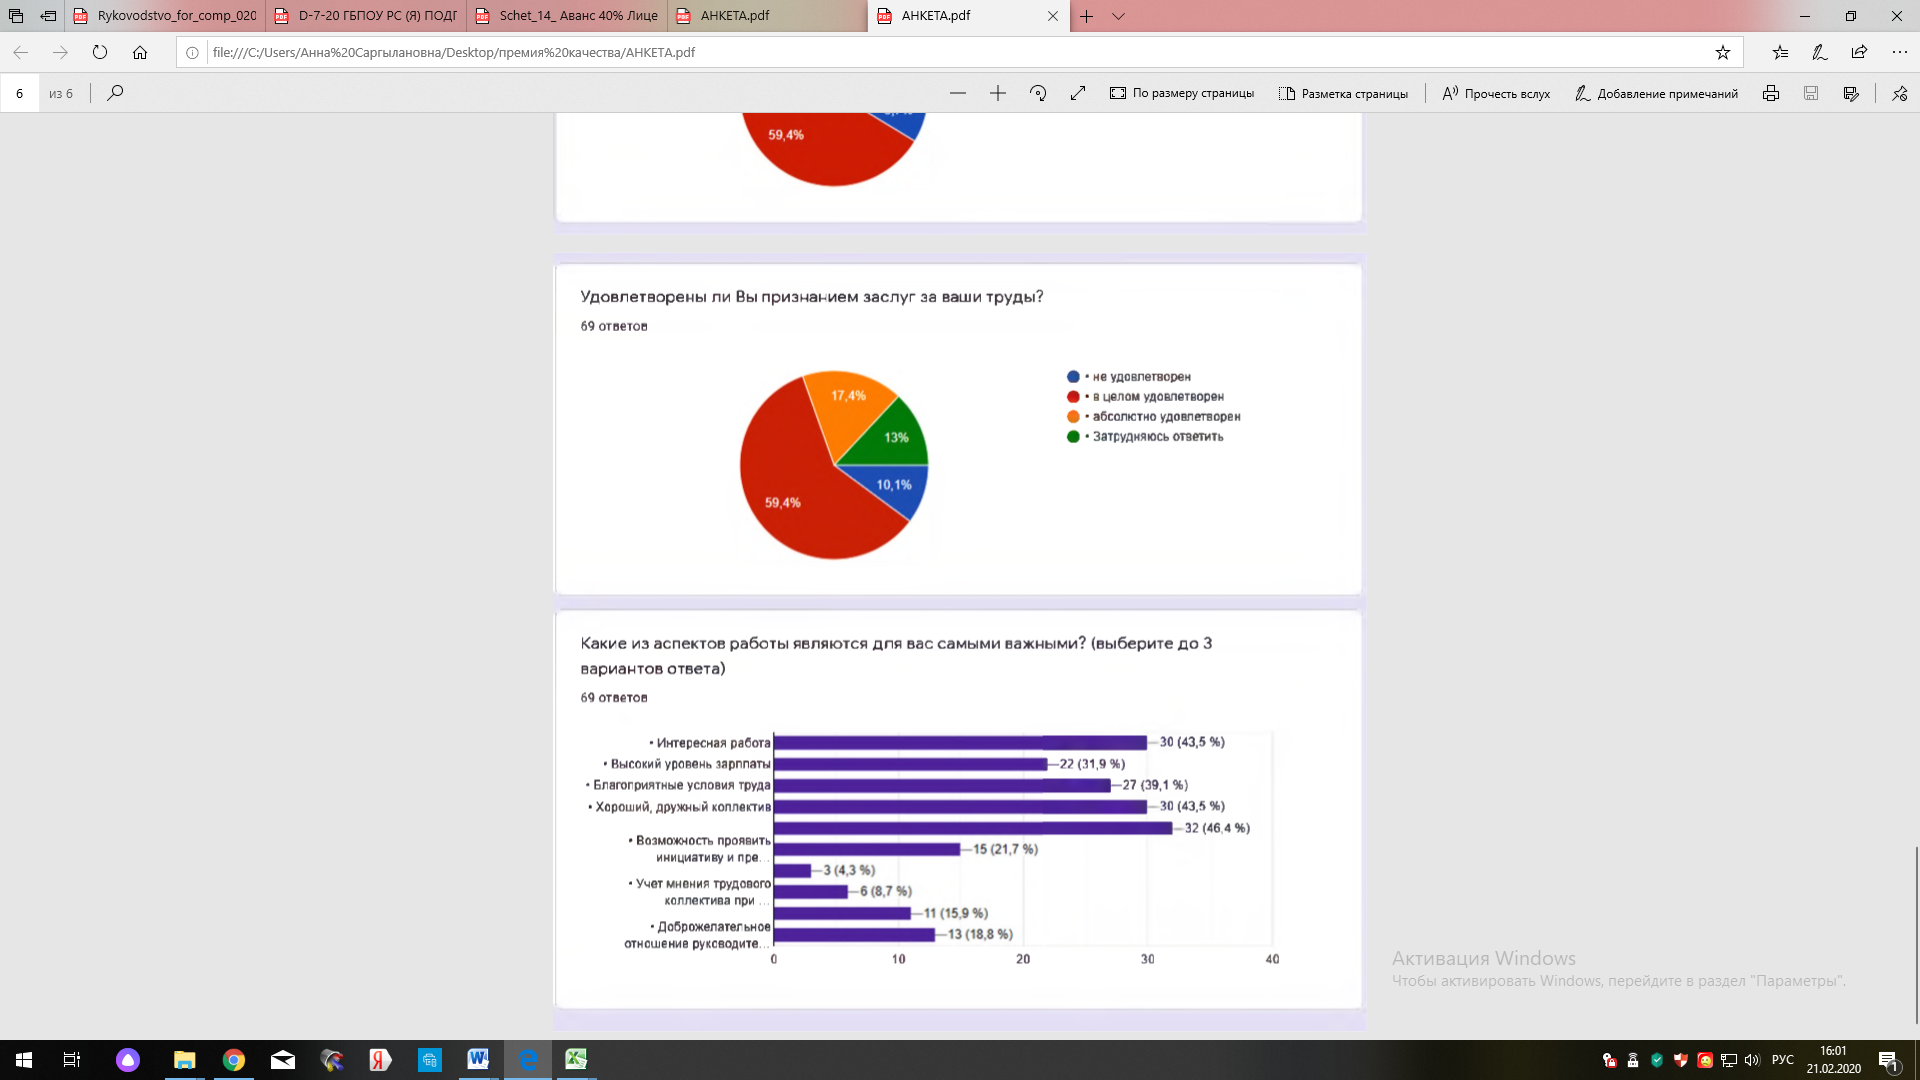 Rykovodstvo_for_comp_020
D-7-20 ГБПОУ РС (Я) ПОДГ
Schet_14_ Аванс 40% Лице
АНКЕТА.pdf
АНКЕТА.pdf
file:///C:/Users/Анна%20Саргылановна/Desktop/премия%20качества/АНКЕТА.pdf
6 из 6
По размеру страницы
Разметка страницы
Прочесть вслух
Добавление примечаний
59,4%
Удовлетворены ли Вы признанием заслуг за ваши труды?
69 ответов
17,4%
13%
10,1%
59,4%
• не удовлетворен
• в целом удовлетворен
• абсолютно удовлетворен
• Затрудняюсь ответить
Какие из аспектов работы являются для вас самыми важными? (выберите до 3
вариантов ответа)
69 ответов
• Интересная работа 30 (43,5 %)
• Высокий уровень зарплаты 22 (31,9 %)
• Благоприятные условия труда 27 (39,1 %)
• Хороший, дружный коллектив 30 (43,5 %)
32 (46,4 %)
• Возможность проявить
инициативу и пре...
15 (21,7 %)
3 (4,3 %)
• Учет мнения трудового
коллектива при ...
6 (8,7 %)
11 (15,9 %)
• Доброжелательное
отношение руководите...
13 (18,8 %)
0 10 20 30 40
Активация Windows
Чтобы активировать Windows, перейдите в раздел "Параметры".
РУС
16:01
21.02.2020
1